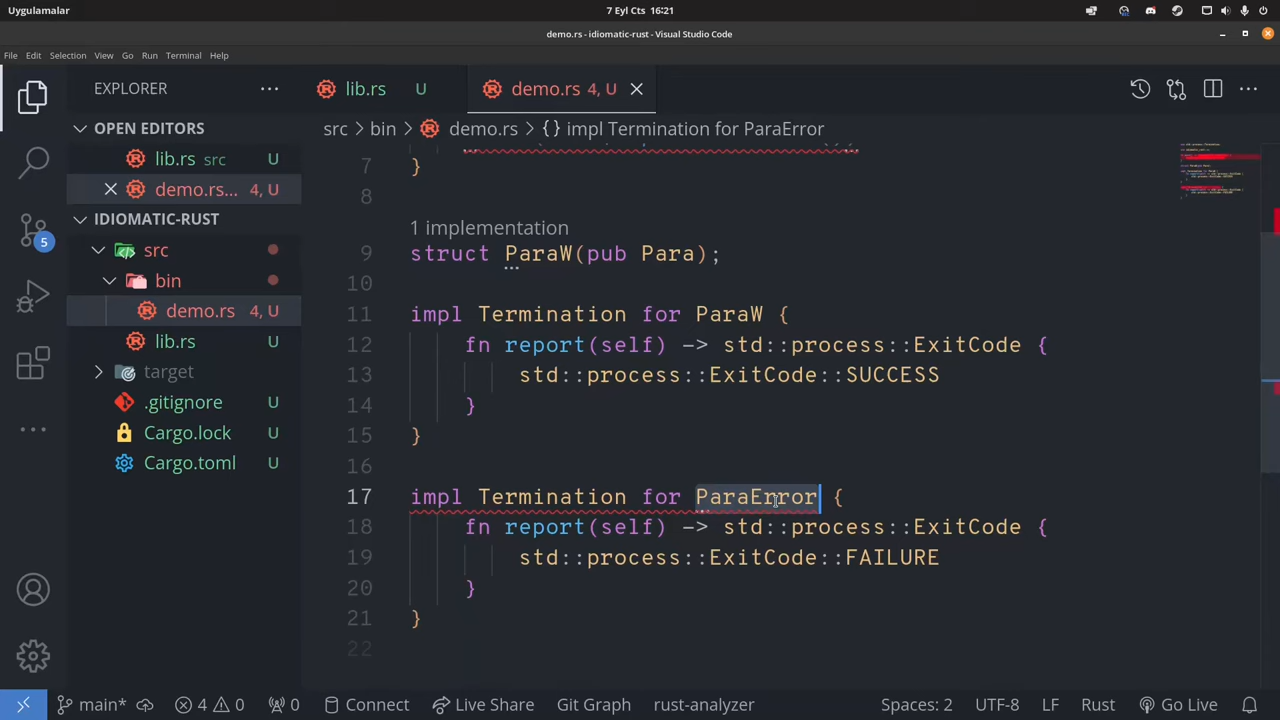 Uygulamalar
7 Eyl Cts 16:21
demo.rs - idiomatic-rust - Visual Studio Code
File Edit Selection View Go Run Terminal Help
EXPLORER
OPEN EDITORS
lib.rs src U
demo.rs... 4, U
IDIOMATIC-RUST
src
bin
demo.rs 4, U
lib.rs U
target
.gitignore U
Cargo.lock U
Cargo.toml U
5
lib.rs U
demo.rs 4, U
src > bin > demo.rs > {} impl Termination for ParaError
7 }
8
1 implementation
9 struct ParaW(pub Para);
10
11 impl Termination for ParaW {
12 fn report(self) -> std::process::ExitCode {
13 std::process::ExitCode::SUCCESS
14 }
15 }
16
17 impl Termination for ParaError {
18 fn report(self) -> std::process::ExitCode {
19 std::process::ExitCode::FAILURE
20 }
21 }
22
main* 4 0 0 Connect Live Share Git Graph rust-analyzer Spaces: 2 UTF-8 LF Rust Go Live